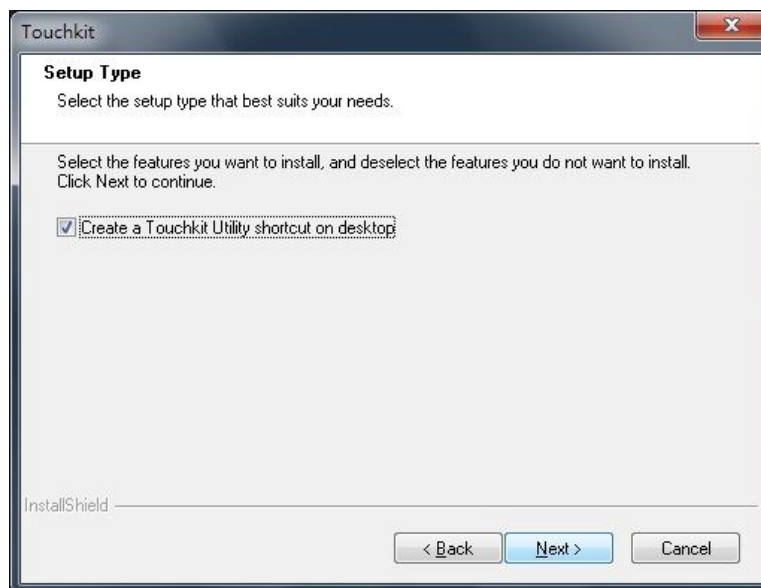 Touchkit
Setup Type
Select the setup type that best suits your needs.
Select the features you want to install, and deselect the features you do not want to install.
Click Next to continue.
Create a Touchkit Utility shortcut on desktop
InstallShield
< Back
Next >
Cancel